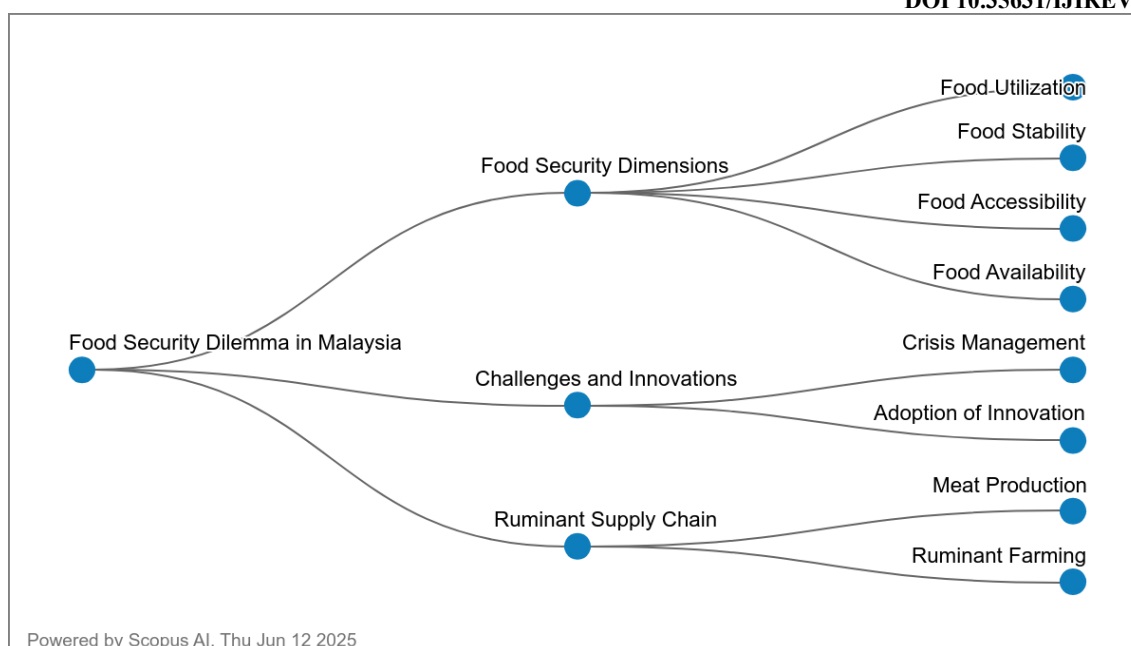 Food Utilization
Food Stability
Food Security Dimensions
Food Accessibility
Food Availability
Food Security Dilemma in Malaysia
Crisis Management
Challenges and Innovations
Adoption of Innovation
Meat Production
Ruminant Supply Chain
Ruminant Farming
Powered by Scopus AI, Thu Jun 12 2025